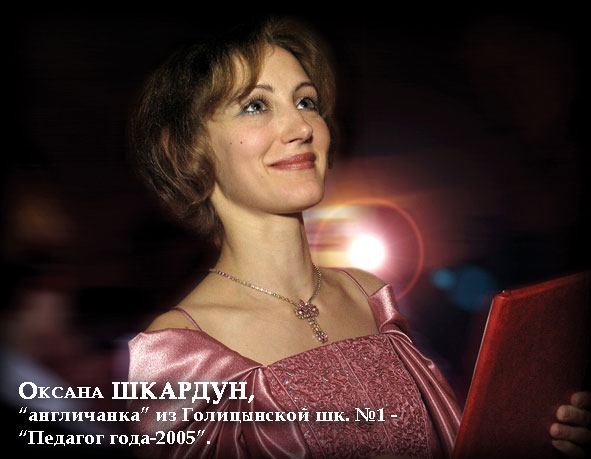 Оксана ШКАРДУН,
"англичанка" из Голицынской шк. №1 -
"Педагог года-2005".